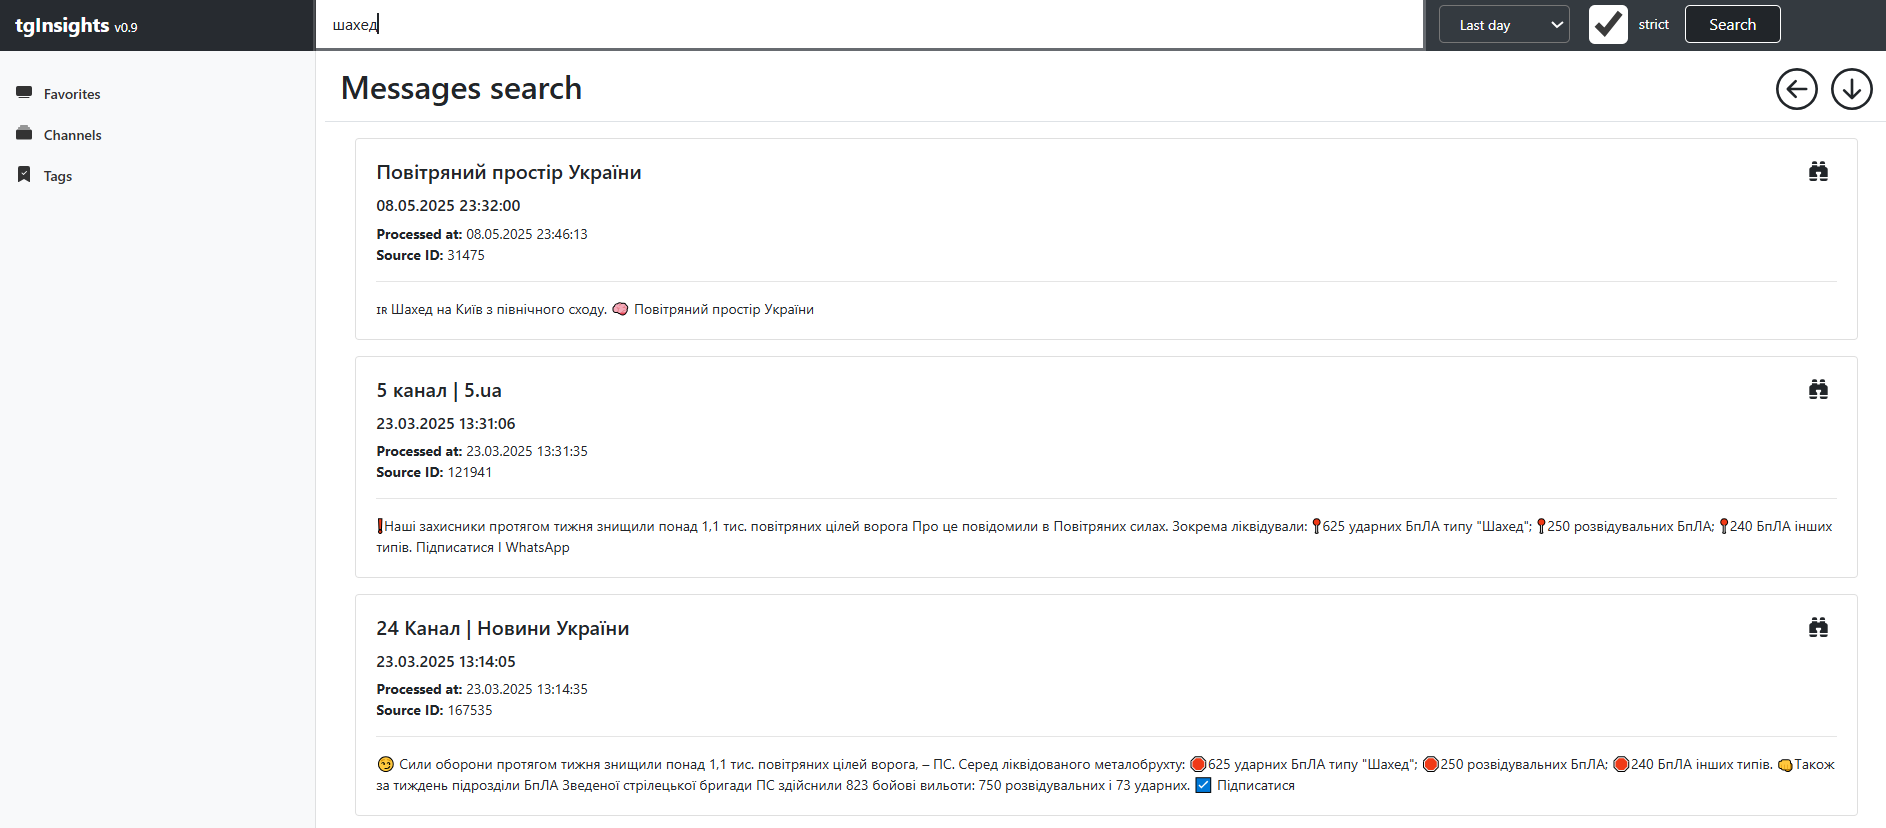 tgInsights v0.9
шахед
Last day
strict
Search
Favorites
Channels
Tags
Messages search
Повітряний простір України
08.05.2025 23:32:00
Processed at: 08.05.2025 23:46:13
Source ID: 31475
🇮🇷 Шахед на Київ з північного сходу. 🧠 Повітряний простір України
5 канал | 5.ua
23.03.2025 13:31:06
Processed at: 23.03.2025 13:31:35
Source ID: 121941
❗Наші захисники протягом тижня знищили понад 1,1 тис. повітряних цілей ворога Про це повідомили в Повітряних силах. Зокрема ліквідували: 📍625 ударних БпЛА типу "Шахед"; 📍250 розвідувальних БпЛА; 📍240 БпЛА інших
типів. Підписатися І WhatsApp
24 Канал | Новини України
23.03.2025 13:14:05
Processed at: 23.03.2025 13:14:35
Source ID: 167535
😏 Сили оборони протягом тижня знищили понад 1,1 тис. повітряних цілей ворога, – ПС. Серед ліквідованого металобрухту: 🛑625 ударних БпЛА типу "Шахед"; 🛑250 розвідувальних БпЛА; 🛑240 БпЛА інших типів. 👊Також
за тиждень підрозділи БпЛА Зведеної стрілецької бригади ПС здійснили 823 бойові вильоти: 750 розвідувальних і 73 ударних. ☑️ Підписатися